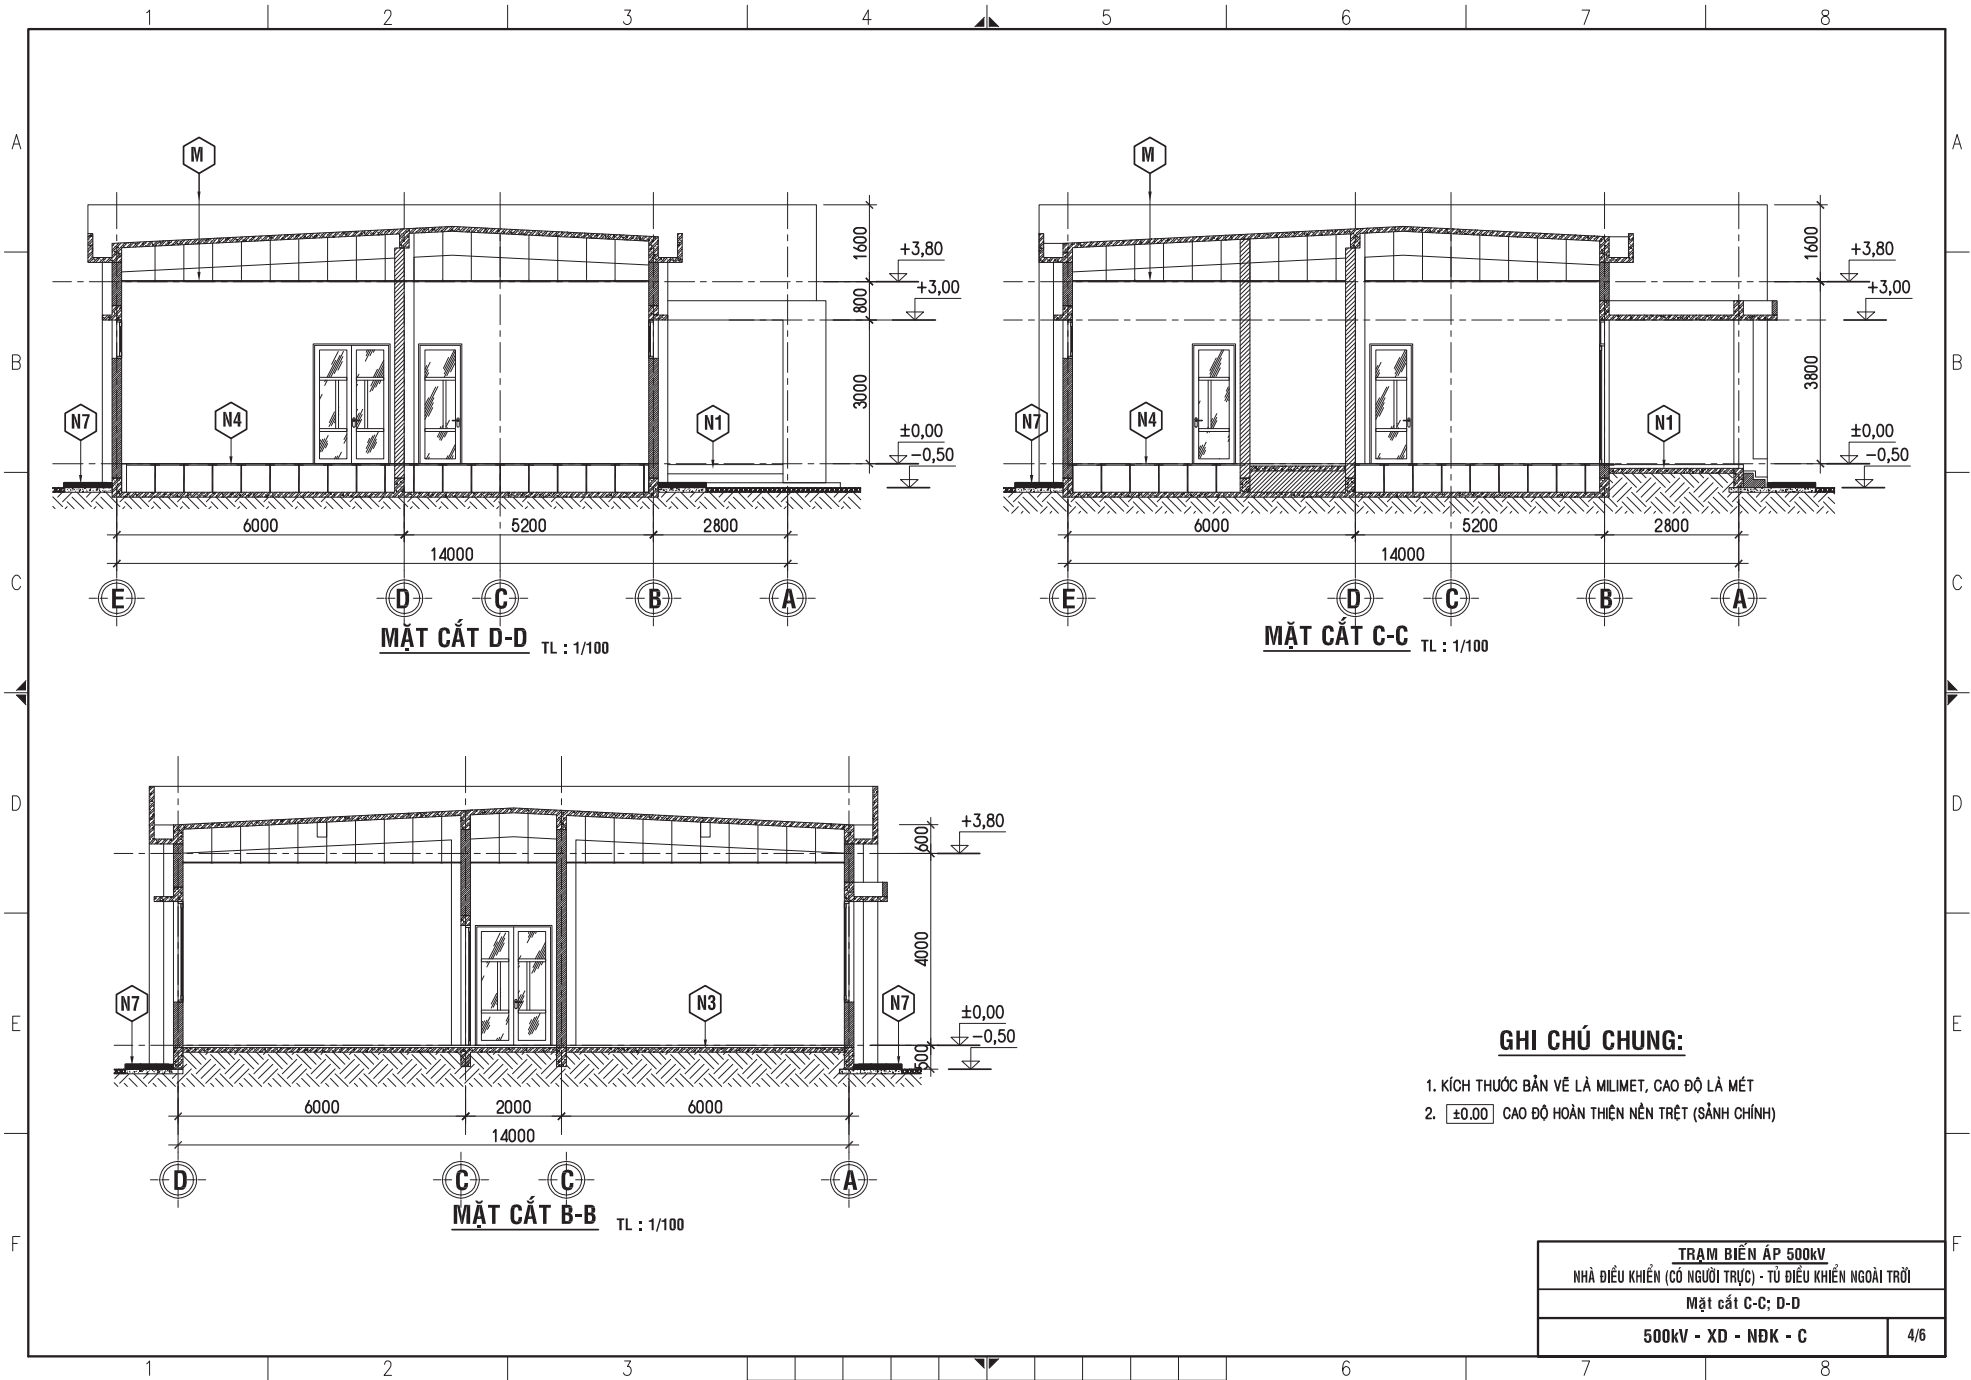 1 2 3 4 5 6 7 8
A A
B B
C C
D D
E E
F F
M
+3,80
+3,00
±0,00
-0,50
1600
800
3000
N7
N4
N1
6000 5200 2800
14000
E D C B A
MẶT CẮT D-D TL : 1/100
M
+3,80
+3,00
±0,00
-0,50
1600
3800
N7
N4
N1
6000 5200 2800
14000
E D C B A
MẶT CẮT C-C TL : 1/100
+3,80
±0,00
-0,50
600
4000
500
N7
N3
N7
6000 2000 6000
14000
D C C A
MẶT CẮT B-B TL : 1/100
GHI CHÚ CHUNG:
1. KÍCH THƯỚC BẢN VẼ LÀ MILIMET, CAO ĐỘ LÀ MÉT
2. ±0.00 CAO ĐỘ HOÀN THIỆN NỀN TRỆT (SẢNH CHÍNH)
TRẠM BIẾN ÁP 500kV
NHÀ ĐIỀU KHIỂN (CÓ NGƯỜI TRỰC) - TỦ ĐIỀU KHIỂN NGOÀI TRỜI
Mặt cắt C-C; D-D
500kV - XD - NĐK - C 4/6
1 2 3 6 7 8